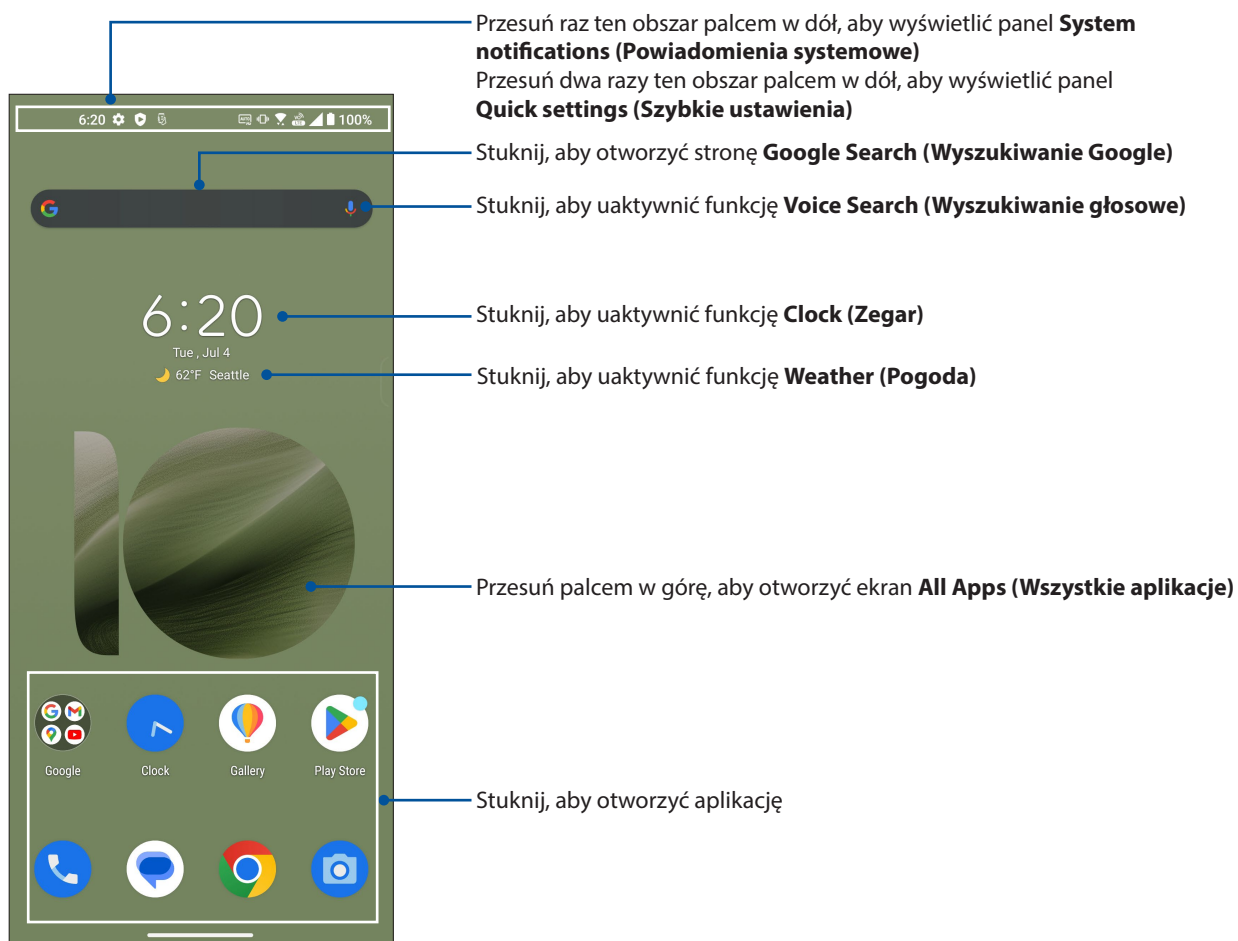 Przesuń raz ten obszar palcem w dół, aby wyświetlić panel System
notifications (Powiadomienia systemowe)
Przesuń dwa razy ten obszar palcem w dół, aby wyświetlić panel
Quick settings (Szybkie ustawienia)
6:20 100%
Stuknij, aby otworzyć stronę Google Search (Wyszukiwanie Google)
Stuknij, aby uaktywnić funkcję Voice Search (Wyszukiwanie głosowe)
6:20
Stuknij, aby uaktywnić funkcję Clock (Zegar)
Tue , Jul 4
62°F Seattle
Stuknij, aby uaktywnić funkcję Weather (Pogoda)
Przesuń palcem w górę, aby otworzyć ekran All Apps (Wszystkie aplikacje)
Google Clock Gallery Play Store
Stuknij, aby otworzyć aplikację